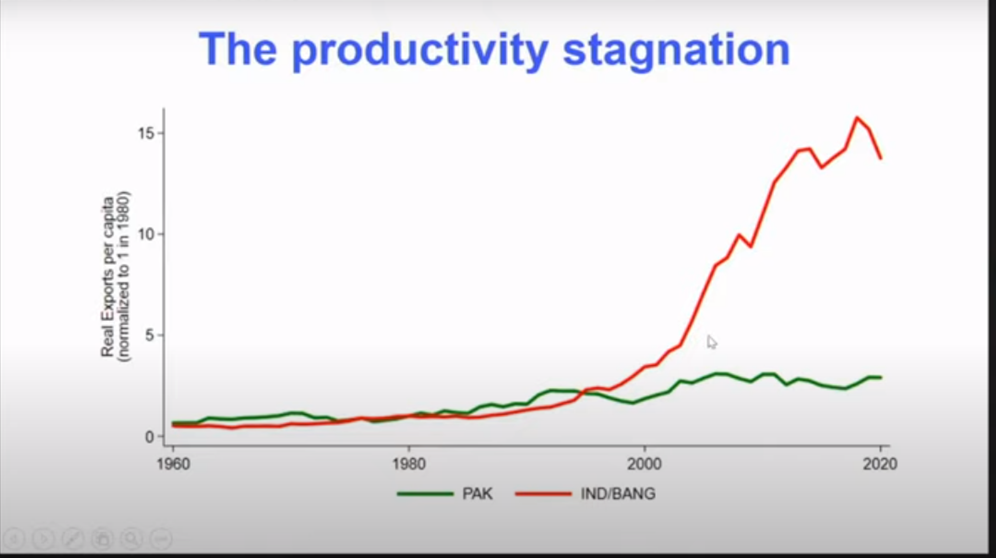 The productivity stagnation
Real Exports per capita
(normalized to 1 in 1980)
15
10
5
0
1960
1980
2000
2020
PAK
IND/BANG